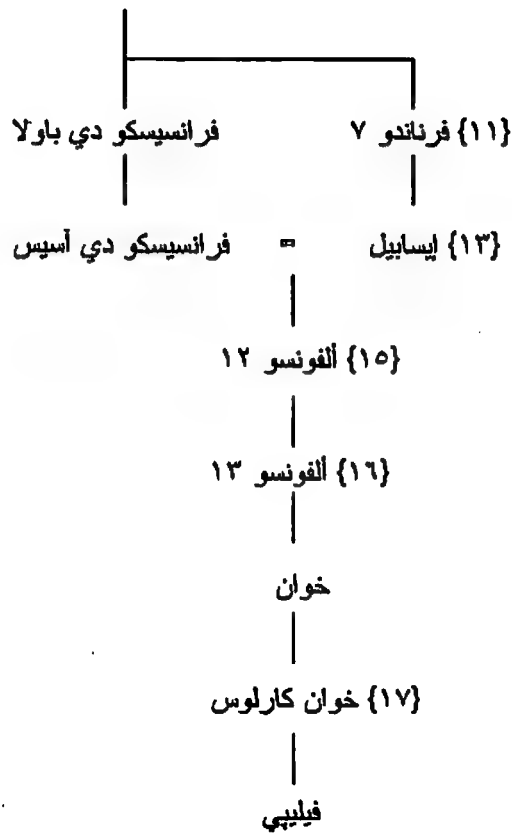 {١١} فرناندو ٧ فرانسيسكو دي باولا
{١٣} إيسابيل = فرانسيسكو دي آسيس
{١٥} ألفونسو ١٢
{١٦} ألفونسو ١٣
خوان
{١٧} خوان كارلوس
فيليبي